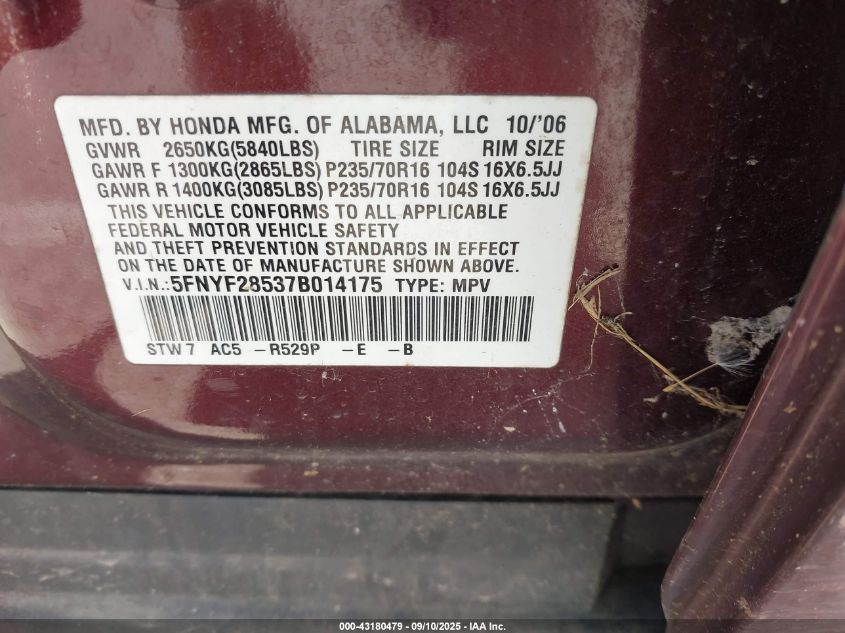 MFD. BY HONDA MFG. OF ALABAMA, LLC 10/'06
GVWR 2650KG(5840LBS) TIRE SIZE RIM SIZE
GAWR F 1300KG(2865LBS) P235/70R16 104S 16X6.5JJ
GAWR R 1400KG(3085LBS) P235/70R16 104S 16X6.5JJ
THIS VEHICLE CONFORMS TO ALL APPLICABLE
FEDERAL MOTOR VEHICLE SAFETY
AND THEFT PREVENTION STANDARDS IN EFFECT
ON THE DATE OF MANUFACTURE SHOWN ABOVE.
V.I.N.: 5FNYF28537B014175 TYPE: MPV
STW7 AC5 -R529P -E -B
000-43180479 - 09/10/2025 - IAA Inc.